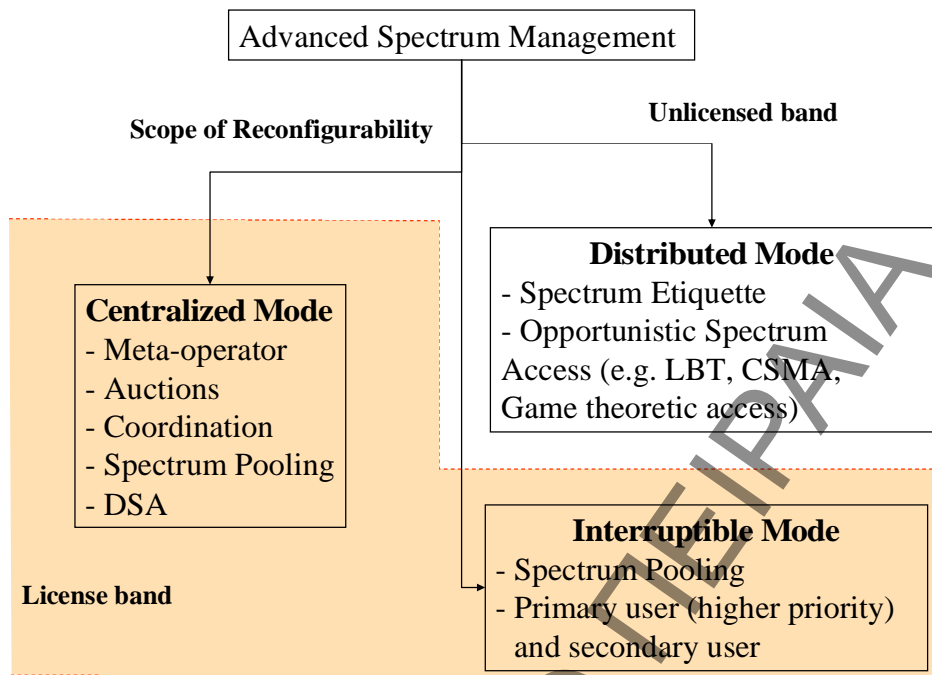 Advanced Spectrum Management
Scope of Reconfigurability
Unlicensed band
Centralized Mode
- Meta-operator
- Auctions
- Coordination
- Spectrum Pooling
- DSA
Distributed Mode
- Spectrum Etiquette
- Opportunistic Spectrum
Access (e.g. LBT, CSMA,
Game theoretic access)
Interruptible Mode
- Spectrum Pooling
- Primary user (higher priority)
and secondary user
License band
ΠΕΙΡΑΙΑ